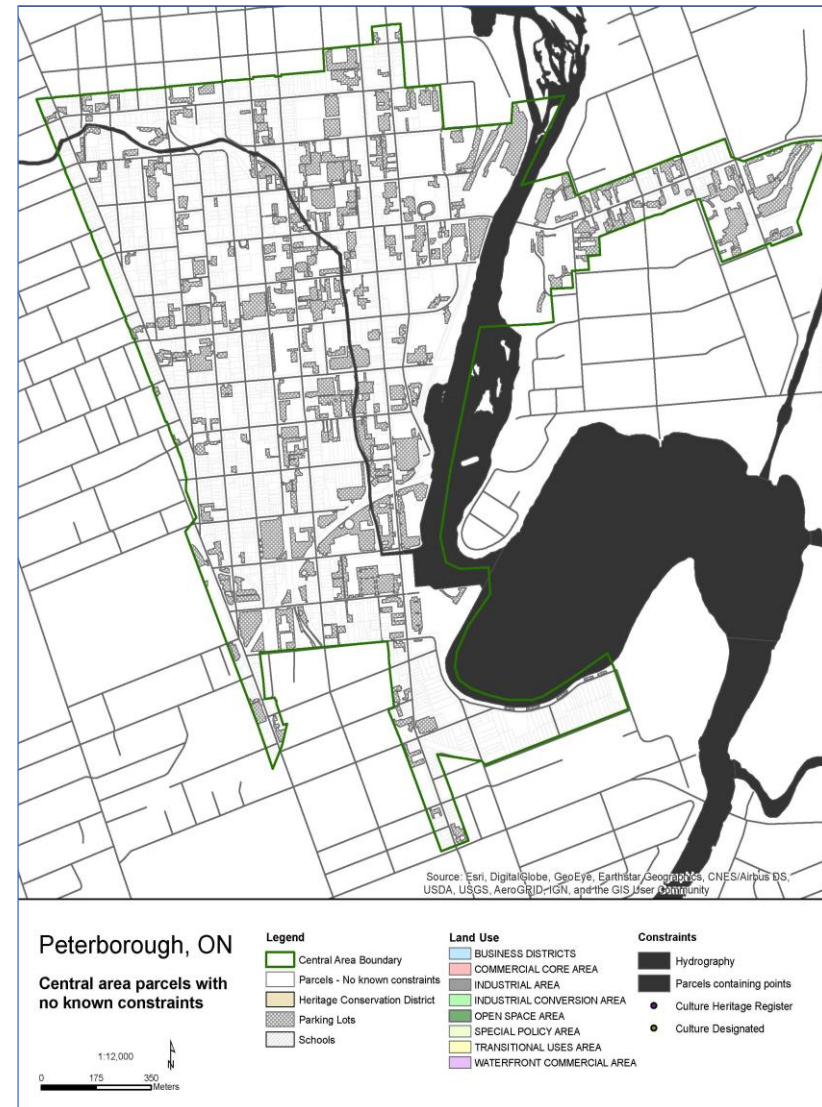 Source: Esri, DigitalGlobe, GeoEye, Earthstar Geographics, CNES/Airbus DS,
USDA, USGS, AeroGRID, IGN, and the GIS User Community
Peterborough, ON
Central area parcels with
no known constraints
1:12,000
N
0 175 350
Meters
Legend
Central Area Boundary
Parcels - No known constraints
Heritage Conservation District
Parking Lots
Schools
Land Use
BUSINESS DISTRICTS
COMMERCIAL CORE AREA
INDUSTRIAL AREA
INDUSTRIAL CONVERSION AREA
OPEN SPACE AREA
SPECIAL POLICY AREA
TRANSITIONAL USES AREA
WATERFRONT COMMERCIAL AREA
Constraints
Hydrography
Parcels containing points
Culture Heritage Register
Culture Designated